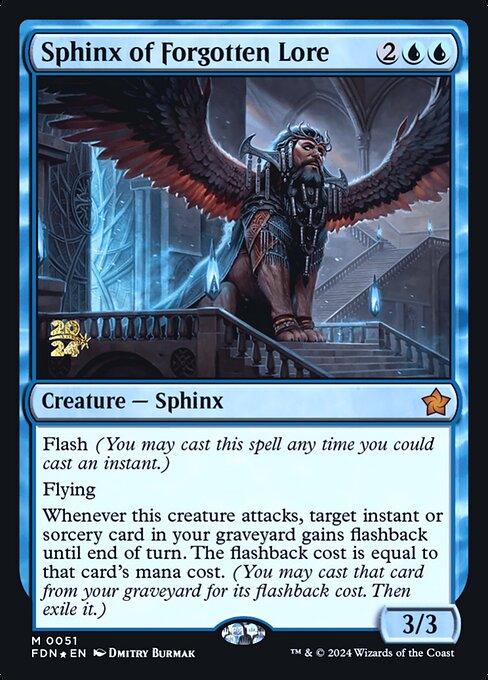 Sphinx of Forgotten Lore 2
2024
Creature — Sphinx
Flash (You may cast this spell any time you could
cast an instant.)
Flying
Whenever this creature attacks, target instant or
sorcery card in your graveyard gains flashback
until end of turn. The flashback cost is equal to
that card's mana cost. (You may cast that card
from your graveyard for its flashback cost. Then
exile it.)
3/3
M 0051
FDN★EN Dmitry Burmak
™ & © 2024 Wizards of the Coast